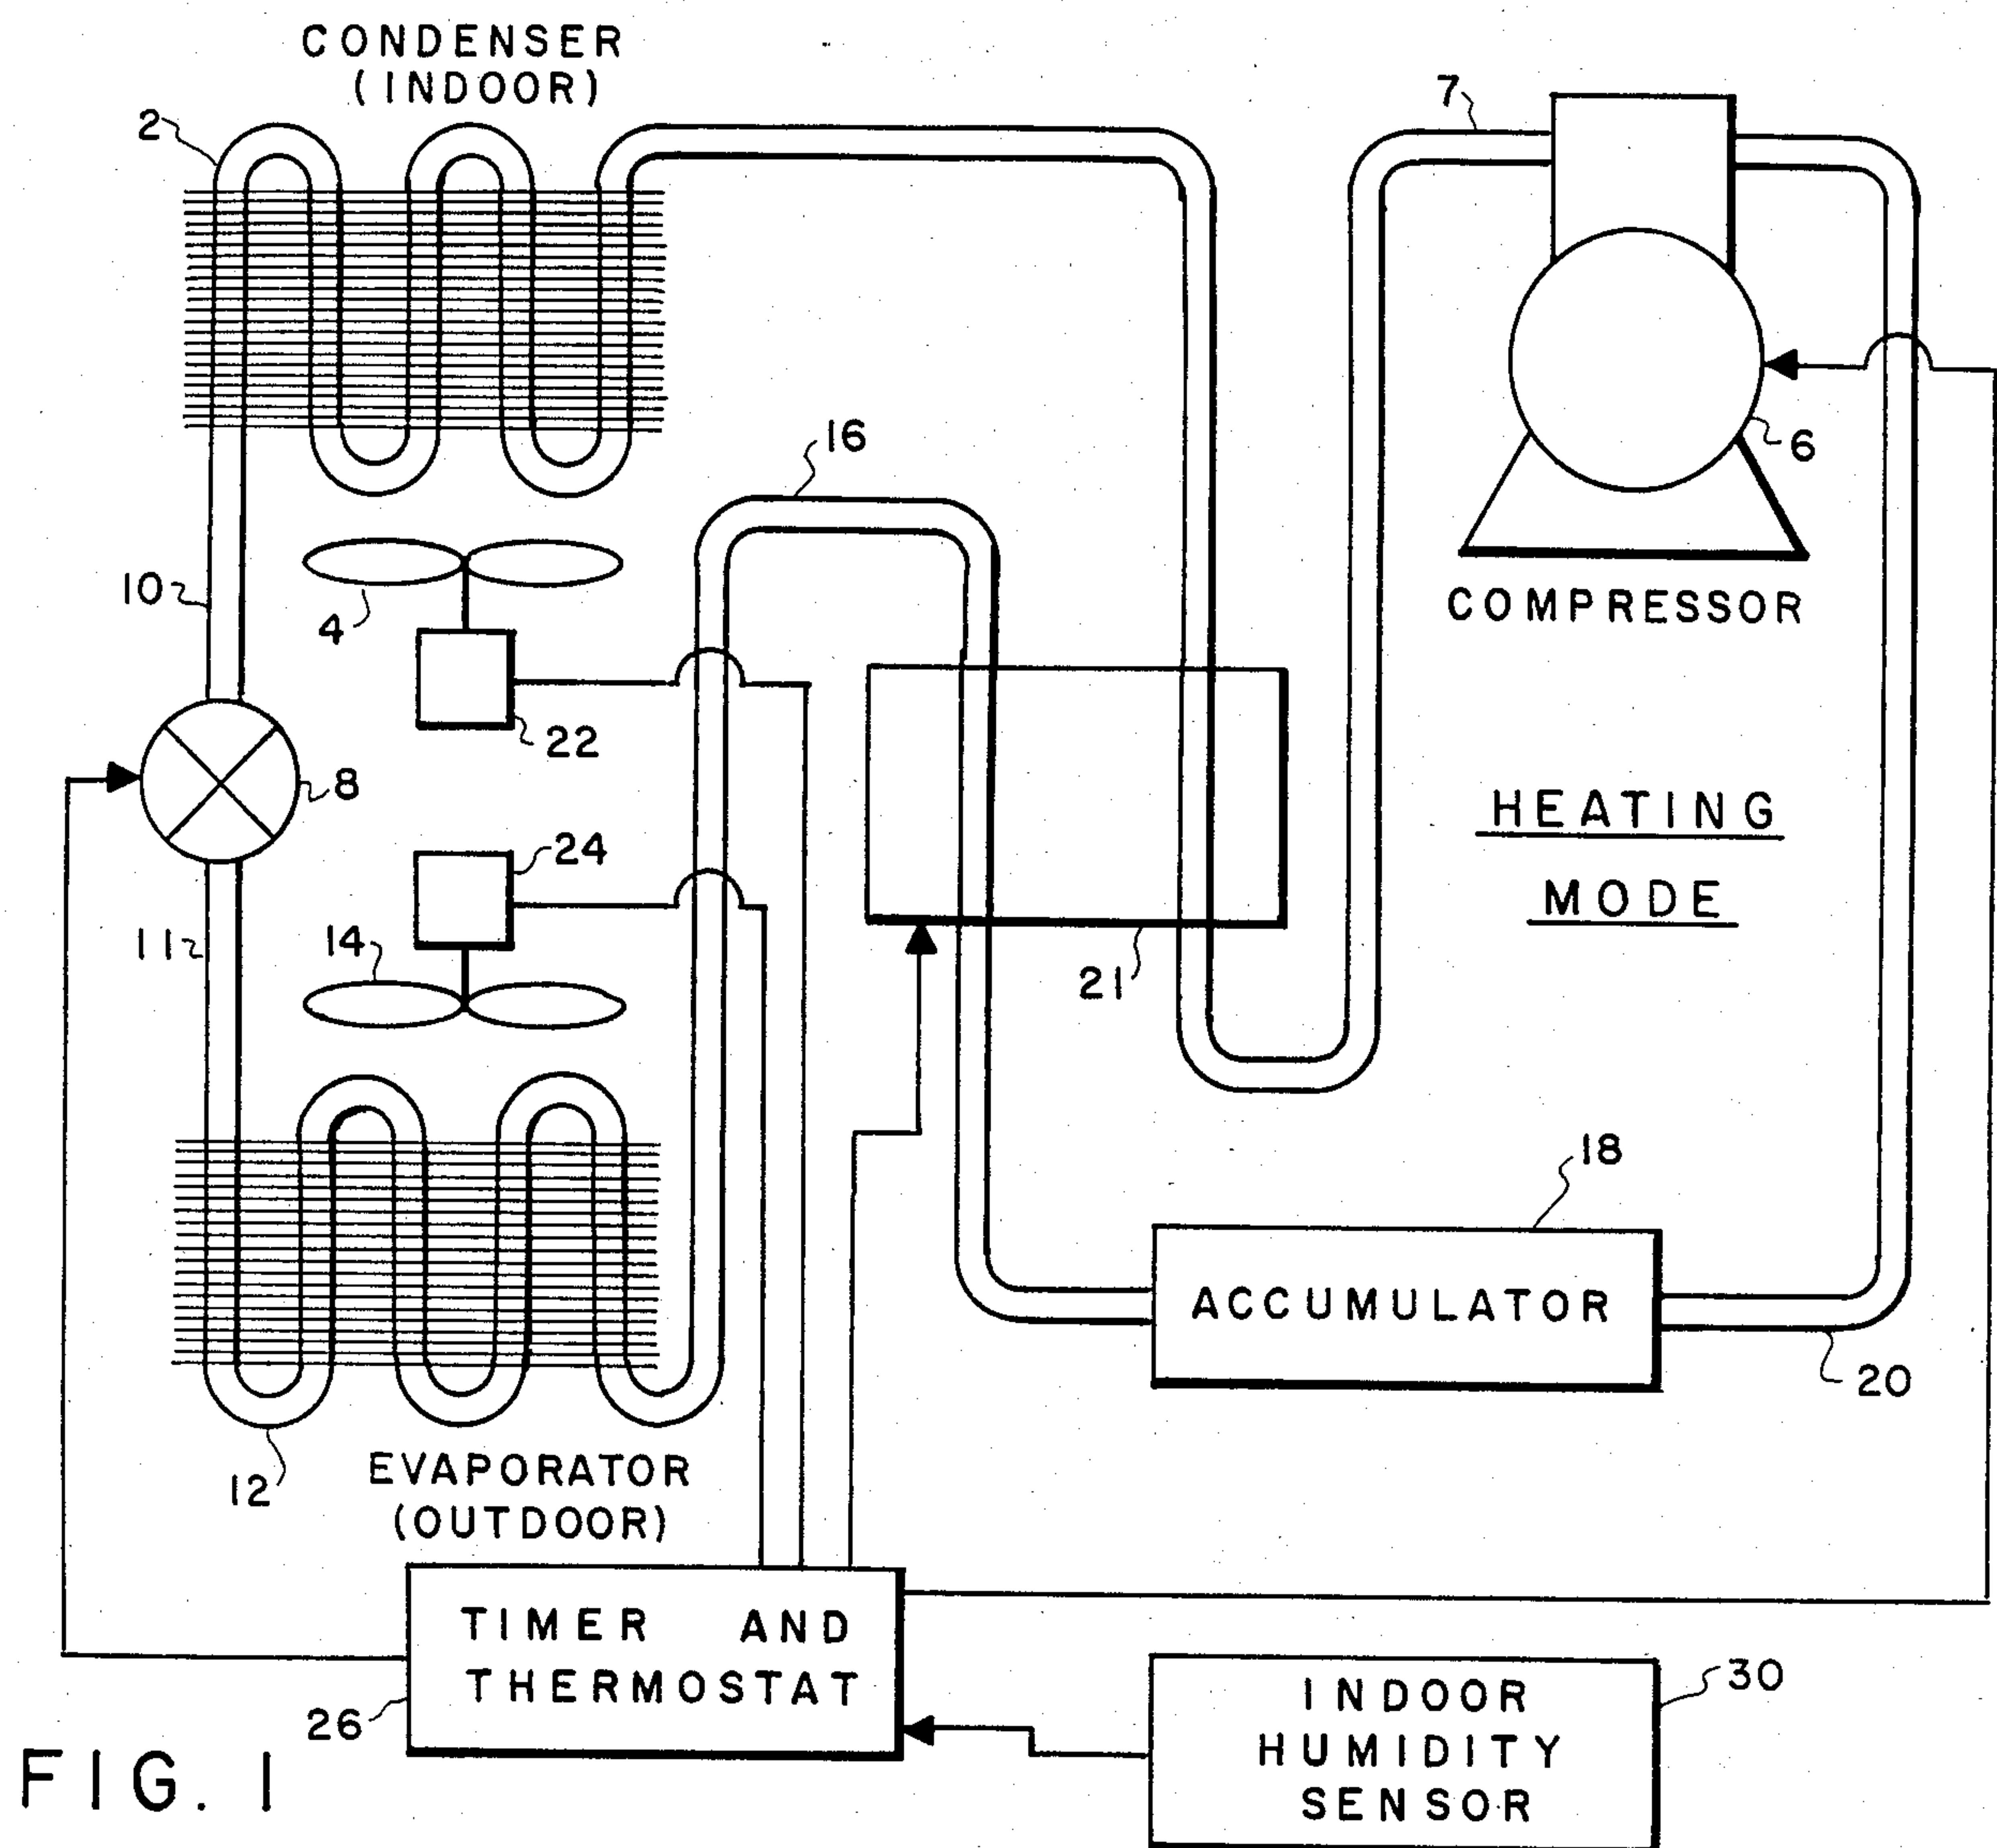 CONDENSER
(INDOOR)
2
7
6
16
COMPRESSOR
10
4
22
8
HEATING
MODE
24
11
14
21
18
ACCUMULATOR
20
12
EVAPORATOR
(OUTDOOR)
TIMER AND
THERMOSTAT
26
30
INDOOR
HUMIDITY
SENSOR
FIG. 1